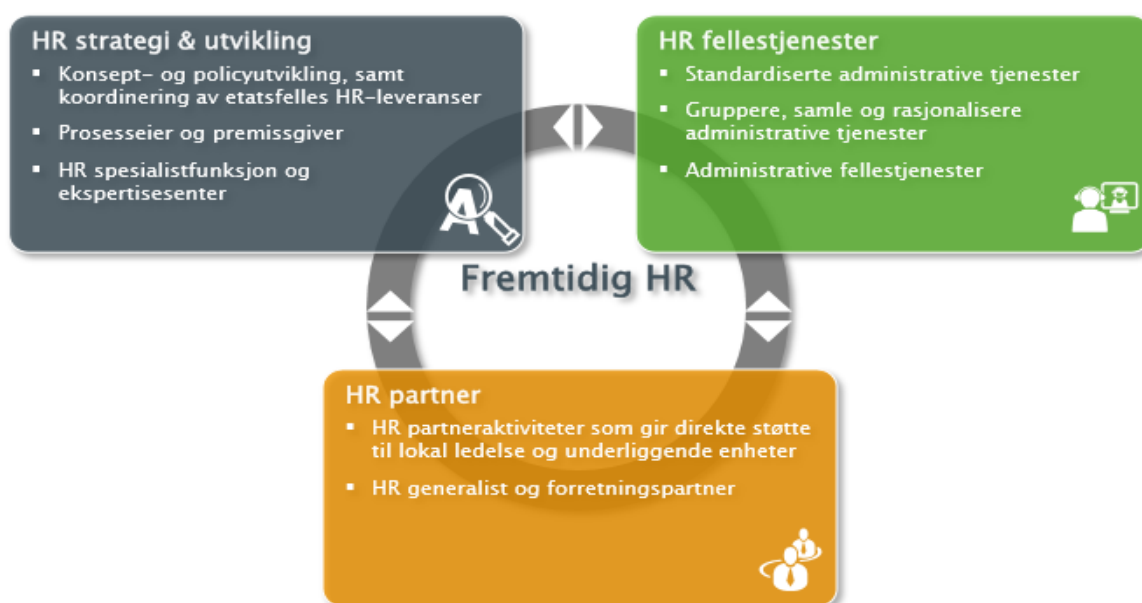 HR strategi & utvikling
▪ Konsept- og policyutvikling, samt
koordinering av etatsfelles HR-leveranser
▪ Prosesseier og premissgiver
▪ HR spesialistfunksjon og
ekspertisesenter
HR fellestjenester
▪ Standardiserte administrative tjenester
▪ Gruppere, samle og rasjonalisere
administrative tjenester
▪ Administrative fellestjenester
Fremtidig HR
HR partner
▪ HR partneraktiviteter som gir direkte støtte
til lokal ledelse og underliggende enheter
▪ HR generalist og forretningspartner